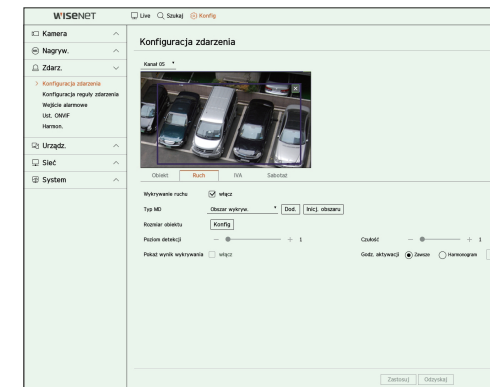 WISENET Live Szukaj Konfig
Kamera
Nagryw.
Zdarz.
Konfiguracja zdarzenia
Konfiguracja reguły zdarzenia
Wejście alarmowe
Ust. ONVIF
Harmon.
Urządz.
Sieć
System
Konfiguracja zdarzenia
Kanał 05
Obiekt Ruch IVA Sabotaż
Wykrywanie ruchu włącz
Typ MD Obszar wykryw. Dod. Inicj. obszaru
Rozmiar obiektu Konfig
Poziom detekcji − + 1 Czułość − + 1
Pokaż wynik wykrywania włącz Godz. aktywacji Zawsze Harmonogram
Zastosuj Odzyskaj